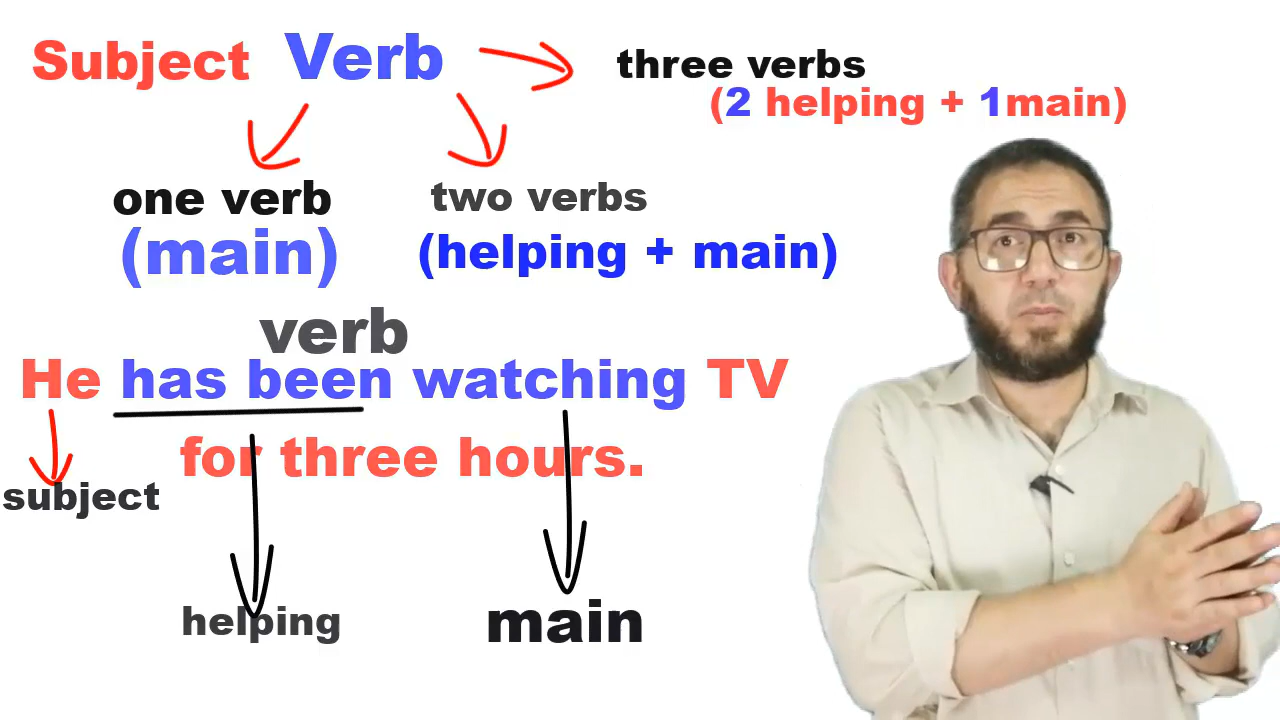 Subject Verb
three verbs
(2 helping + 1main)
one verb
two verbs
(main)
(helping + main)
verb
He has been watching TV
for three hours.
subject
helping
main